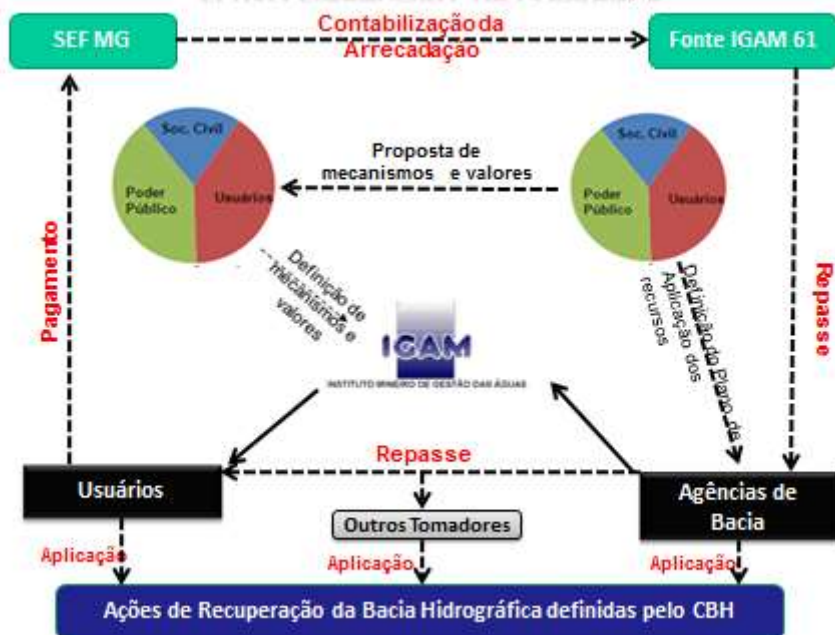 SEF MG
Contabilização da
Arrecadação
Fonte IGAM 61
Soc. Civil
Poder
Público
Usuários
Proposta de
mecanismos e valores
Soc. Civil
Poder
Público
Usuários
Pagamento
Definição de
mecanismos e
valores
IGAM
INSTITUTO MINEIRO DE GESTÃO DAS ÁGUAS
Definição do Plano de
Aplicação dos
recursos
Repasse
Repasse
Usuários
Outros Tomadores
Agências de
Bacia
Aplicação
Aplicação
Aplicação
Ações de Recuperação da Bacia Hidrográfica definidas pelo CBH